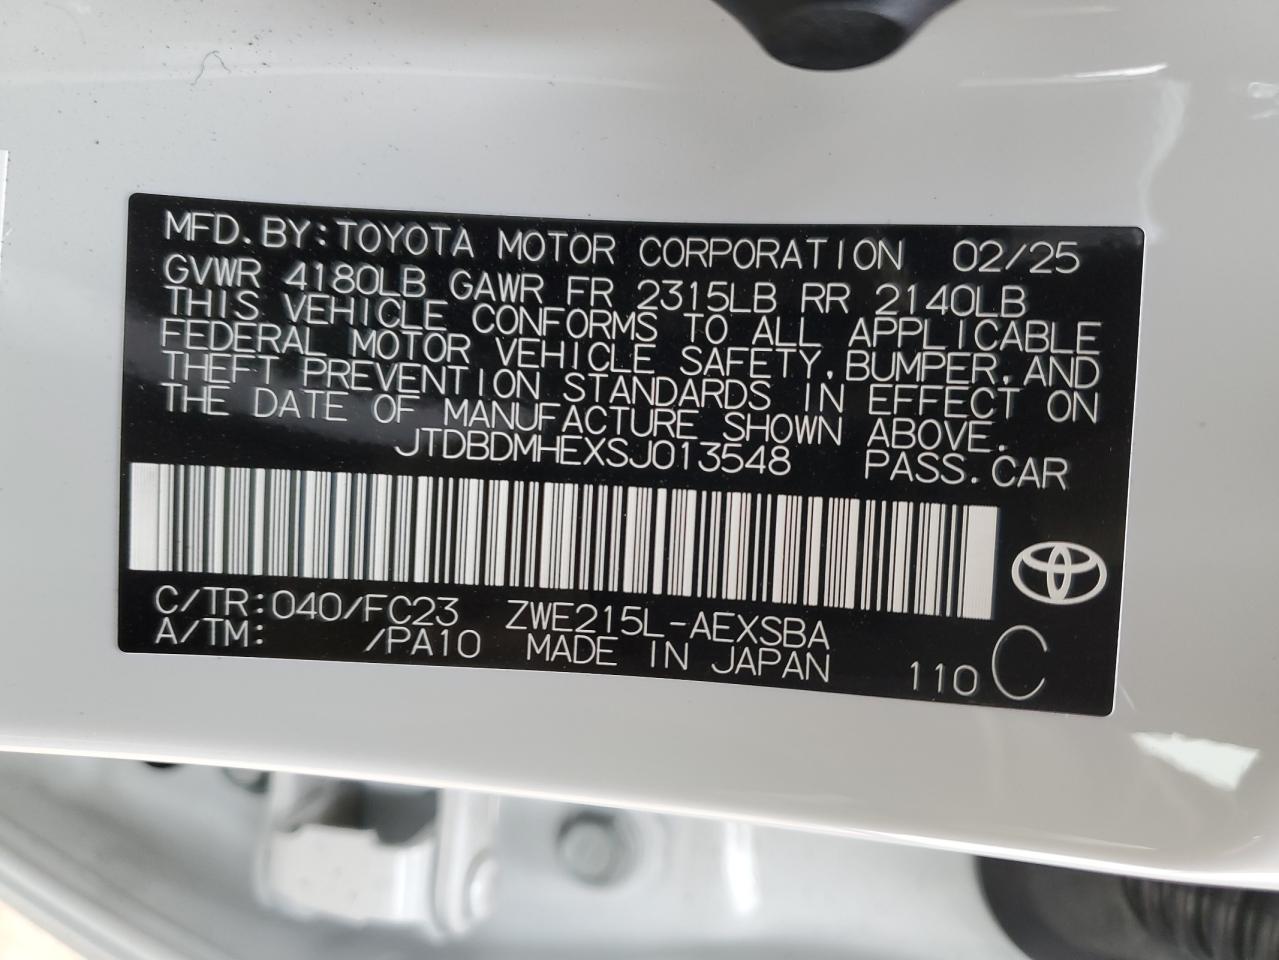 MFD.BY:TOYOTA MOTOR CORPORATION 02/25
GVWR 4180LB GAWR FR 2315LB RR 2140LB
THIS VEHICLE CONFORMS TO ALL APPLICABLE
FEDERAL MOTOR VEHICLE SAFETY,BUMPER,AND
THEFT PREVENTION STANDARDS IN EFFECT ON
THE DATE OF MANUFACTURE SHOWN ABOVE.
JTDBDMHEXSJ013548 PASS.CAR
C/TR:040/FC23 ZWE215L-AEXSBA
A/TM: /PA10 MADE IN JAPAN 110 C